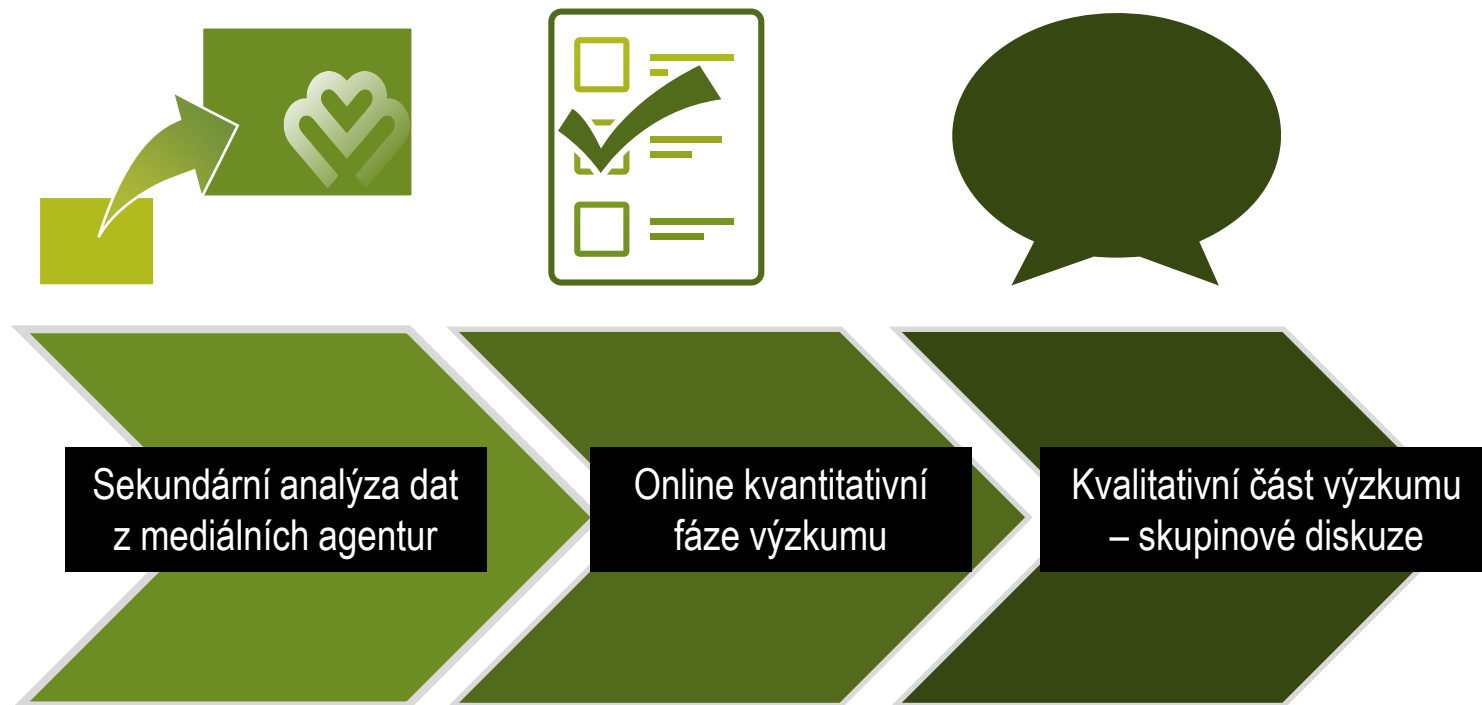 Sekundární analýza dat
z mediálních agentur
Online kvantitativní
fáze výzkumu
Kvalitativní část výzkumu
– skupinové diskuze